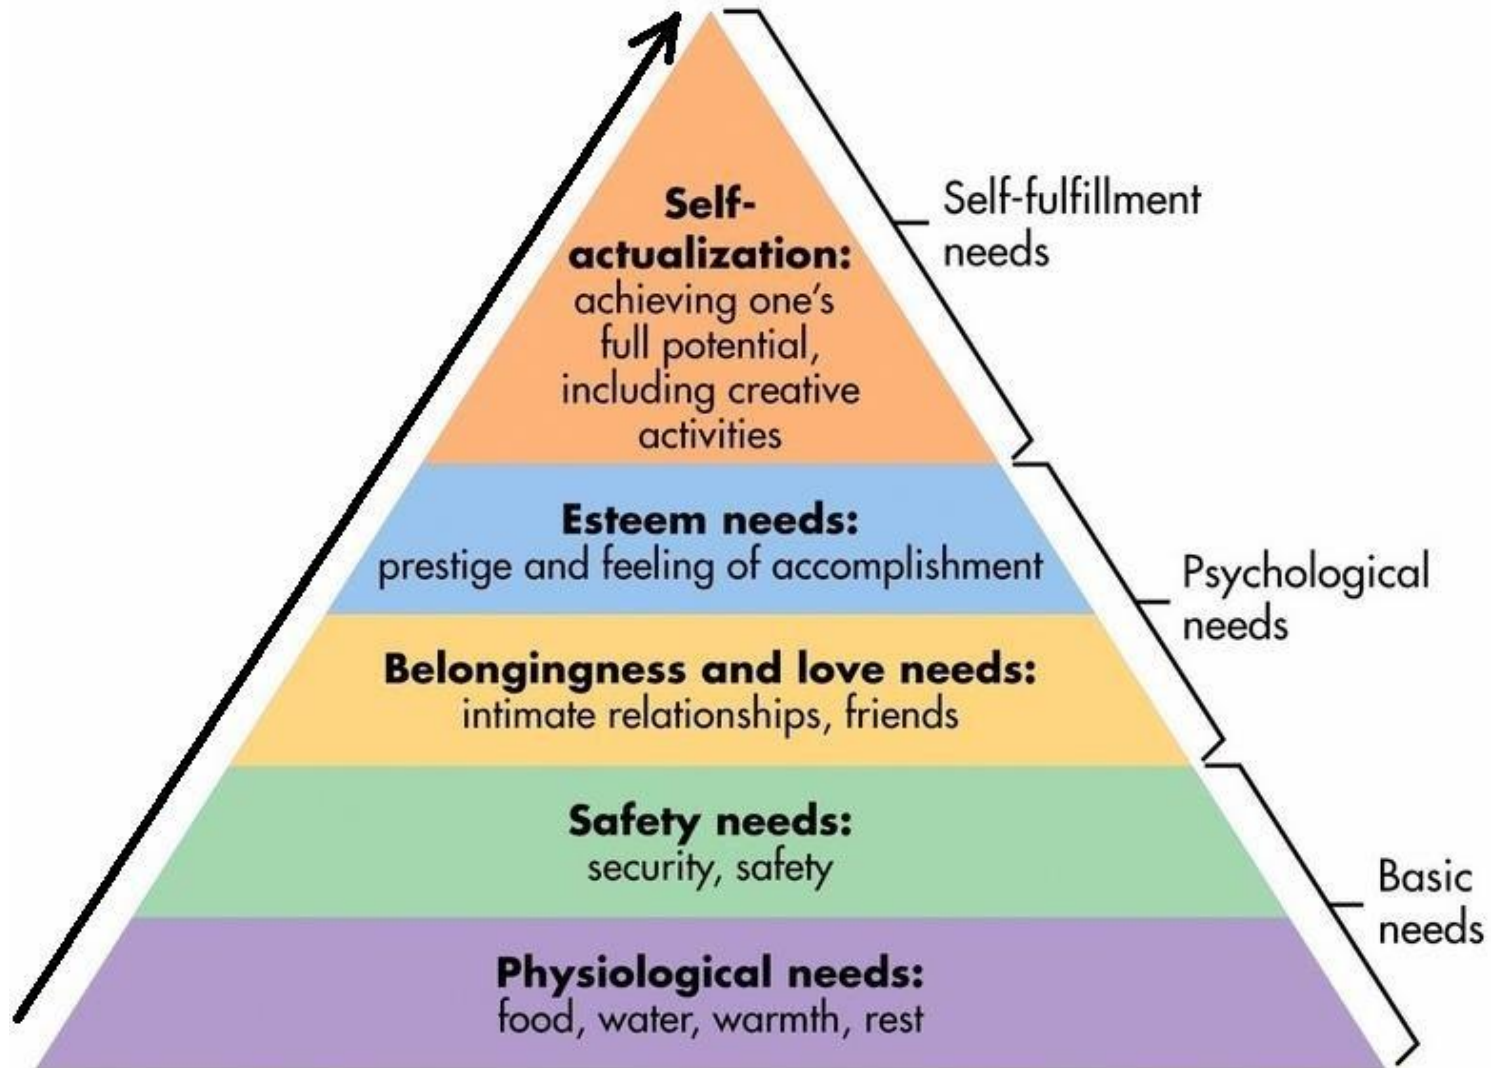 Self-
actualization:
achieving one's
full potential,
including creative
activities
Self-fulfillment
needs
Esteem needs:
prestige and feeling of accomplishment
Belongingness and love needs:
intimate relationships, friends
Psychological
needs
Safety needs:
security, safety
Physiological needs:
food, water, warmth, rest
Basic
needs